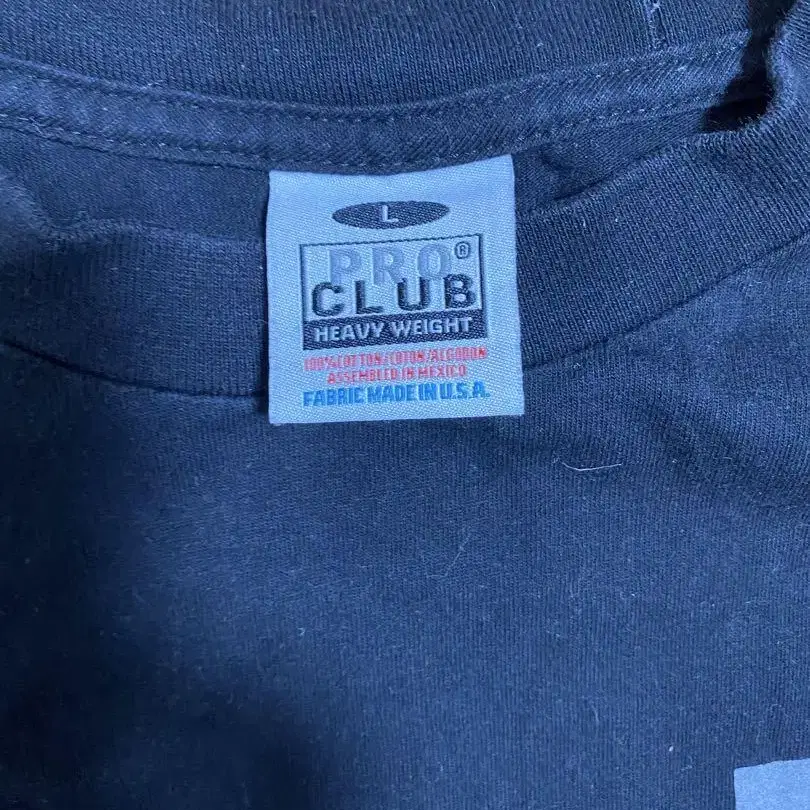 L
PRO®
CLUB
HEAVY WEIGHT
100% COTTON/COTON/ALGODON
ASSEMBLED IN MEXICO
FABRIC MADE IN U.S.A.